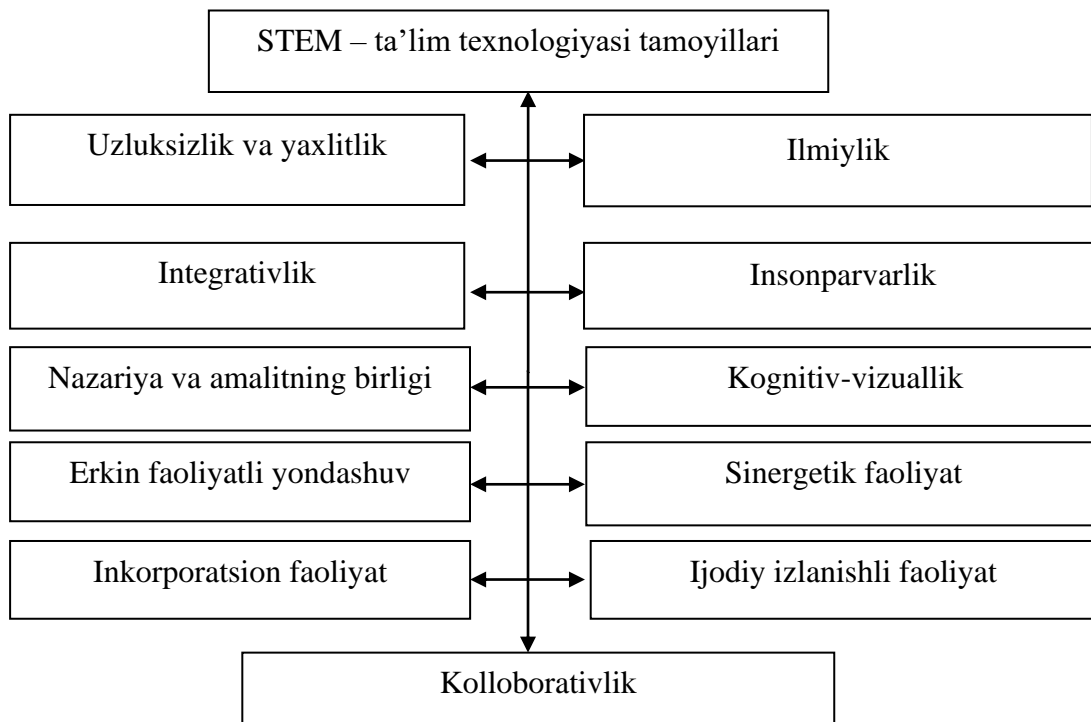 STEM – ta’lim texnologiyasi tamoyillari
Uzluksizlik va yaxlitlik
Ilmiylik
Integrativlik
Insonparvarlik
Nazariya va amalitning birligi
Kognitiv-vizuallik
Erkin faoliyatli yondashuv
Sinergetik faoliyat
Inkorporatsion faoliyat
Ijodiy izlanishli faoliyat
Kolloborativlik